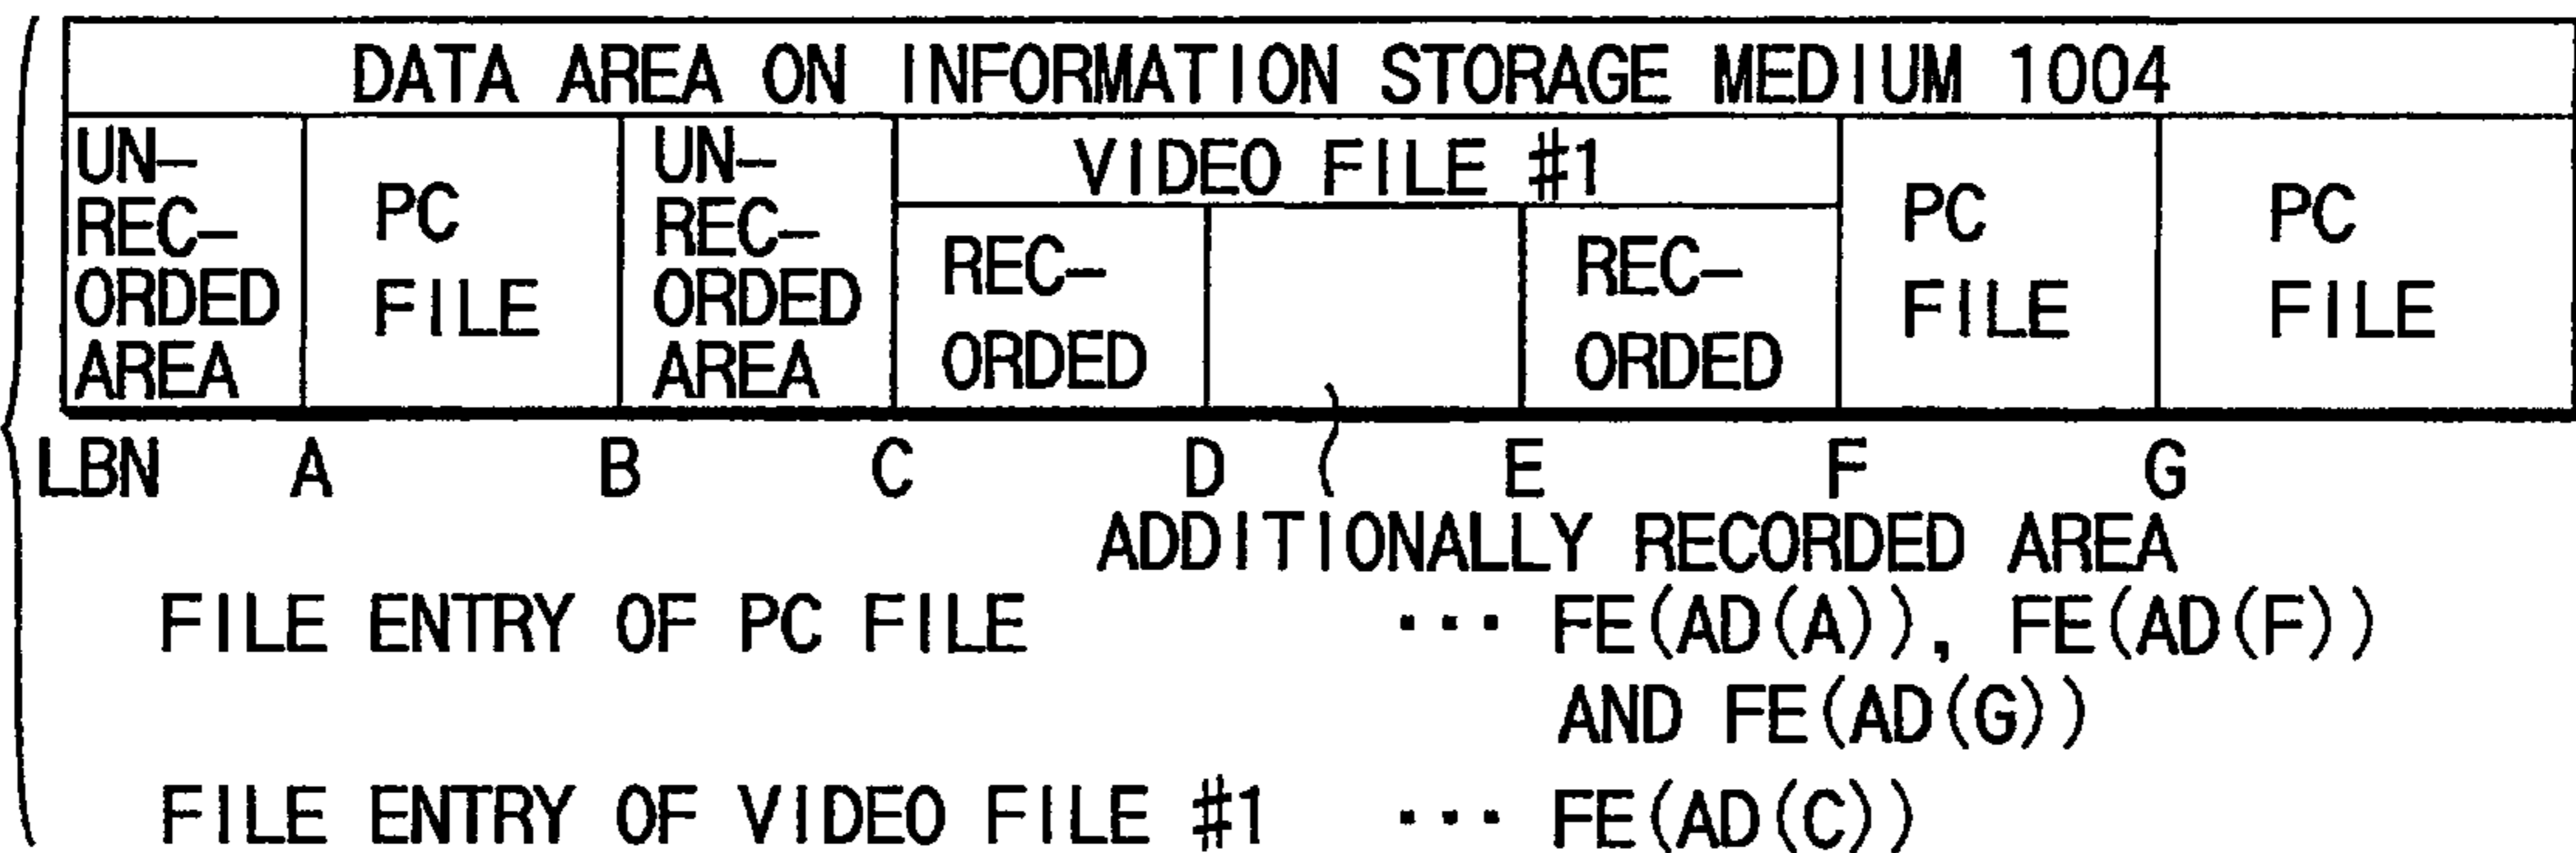 DATA AREA ON INFORMATION STORAGE MEDIUM 1004
UN-
REC-
ORDED
AREA
PC
FILE
UN-
REC-
ORDED
AREA
VIDEO FILE #1
REC-
ORDED
REC-
ORDED
PC
FILE
PC
FILE
LBN A B C D E F G
ADDITIONALLY RECORDED AREA
FILE ENTRY OF PC FILE ··· FE(AD(A)), FE(AD(F))
AND FE(AD(G))
FILE ENTRY OF VIDEO FILE #1 ··· FE(AD(C))